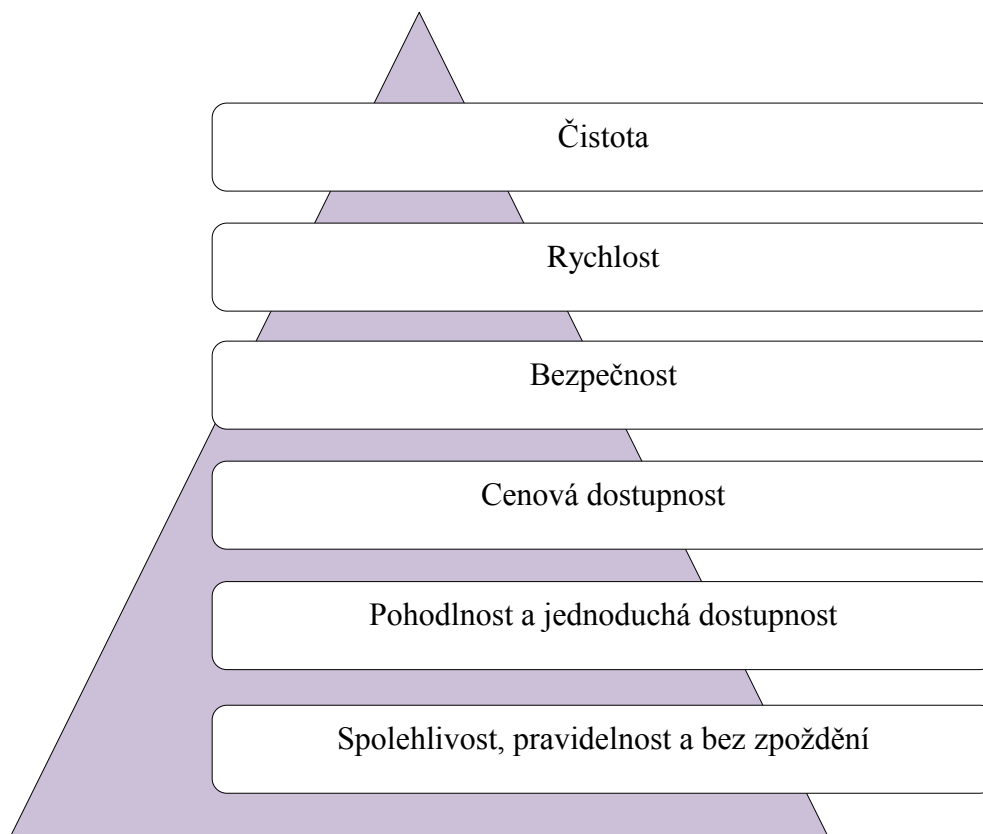 Čistota
Rychlost
Bezpečnost
Cenová dostupnost
Pohodlnost a jednoduchá dostupnost
Spolehlivost, pravidelnost a bez zpoždění